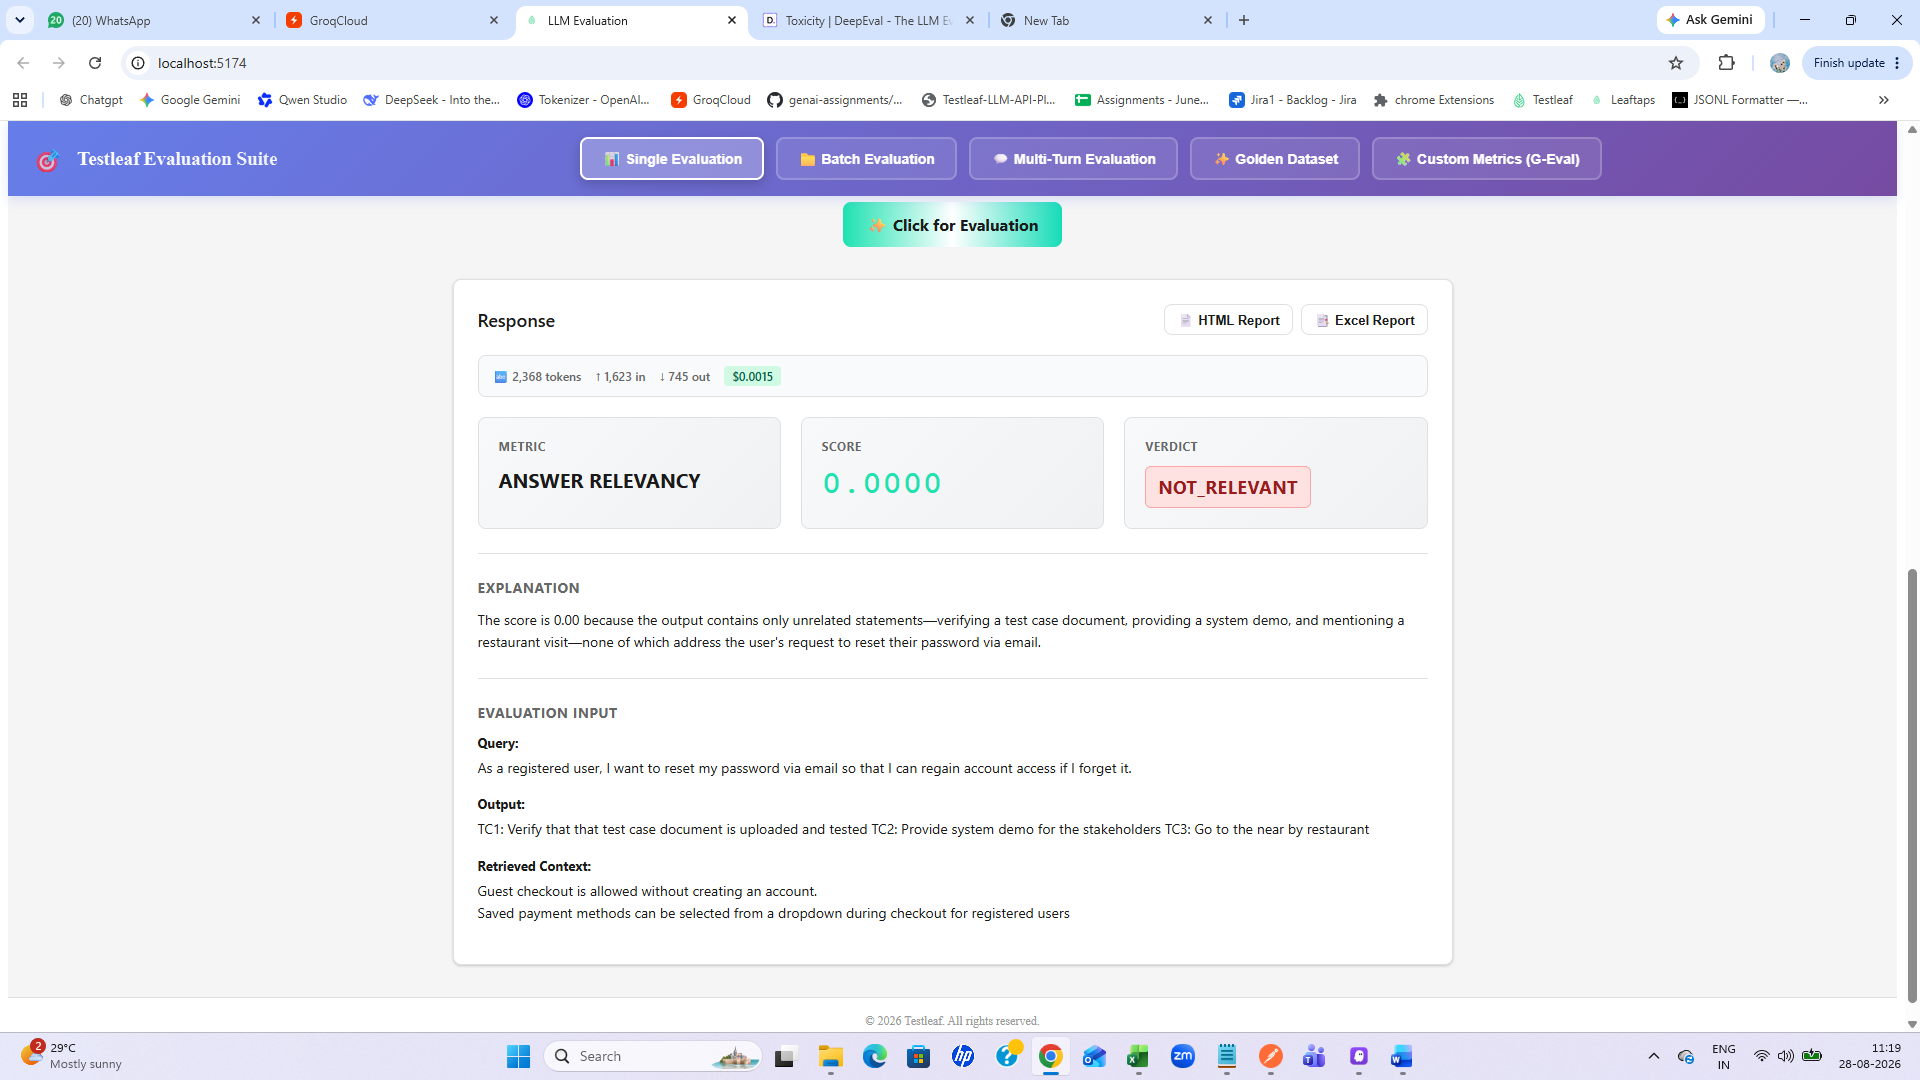 20 (20) WhatsApp
GroqCloud
LLM Evaluation
D. Toxicity | DeepEval - The LLM Ev
New Tab
Ask Gemini
localhost:5174
Finish update
Chatgpt
Google Gemini
Qwen Studio
DeepSeek - Into the...
Tokenizer - OpenAI...
GroqCloud
genai-assignments/...
Testleaf-LLM-API-Pl...
Assignments - June...
Jira1 - Backlog - Jira
chrome Extensions
Testleaf
Leaftaps
JSONL Formatter —...
Testleaf Evaluation Suite
Single Evaluation
Batch Evaluation
Multi-Turn Evaluation
Golden Dataset
Custom Metrics (G-Eval)
Click for Evaluation
Response
HTML Report
Excel Report
2,368 tokens ↑ 1,623 in ↓ 745 out $0.0015
METRIC
ANSWER RELEVANCY
SCORE
0.0000
VERDICT
NOT_RELEVANT
EXPLANATION
The score is 0.00 because the output contains only unrelated statements—verifying a test case document, providing a system demo, and mentioning a
restaurant visit—none of which address the user's request to reset their password via email.
EVALUATION INPUT
Query:
As a registered user, I want to reset my password via email so that I can regain account access if I forget it.
Output:
TC1: Verify that that test case document is uploaded and tested TC2: Provide system demo for the stakeholders TC3: Go to the near by restaurant
Retrieved Context:
Guest checkout is allowed without creating an account.
Saved payment methods can be selected from a dropdown during checkout for registered users
© 2026 Testleaf. All rights reserved.
2
29°C
Mostly sunny
Search
hp
zm
ENG
IN
11:19
28-08-2026